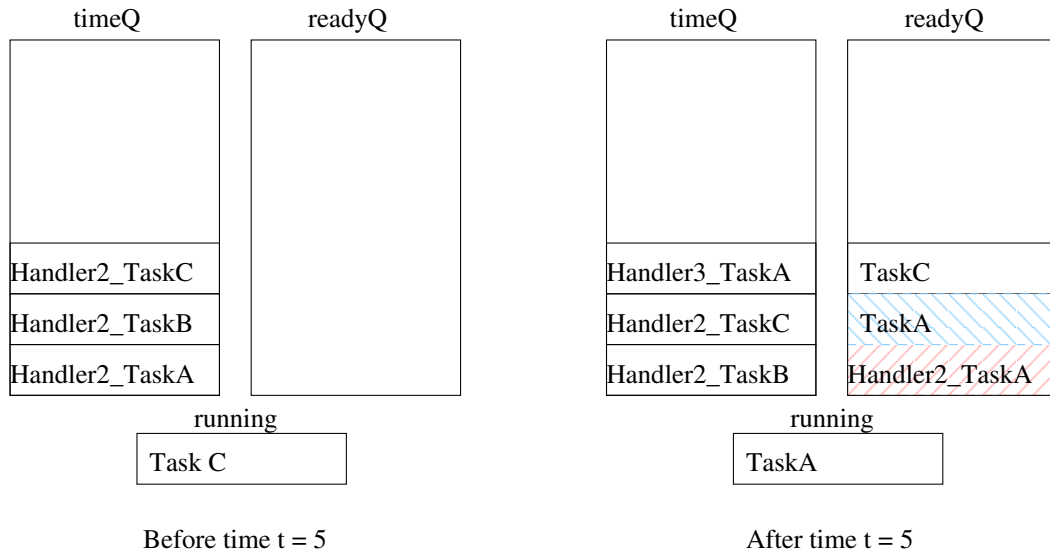 timeQ
readyQ
Handler2_TaskC
Handler2_TaskB
Handler2_TaskA
running
Task C
Before time t = 5
timeQ
readyQ
Handler3_TaskA
TaskC
Handler2_TaskC
TaskA
Handler2_TaskB
Handler2_TaskA
running
TaskA
After time t = 5